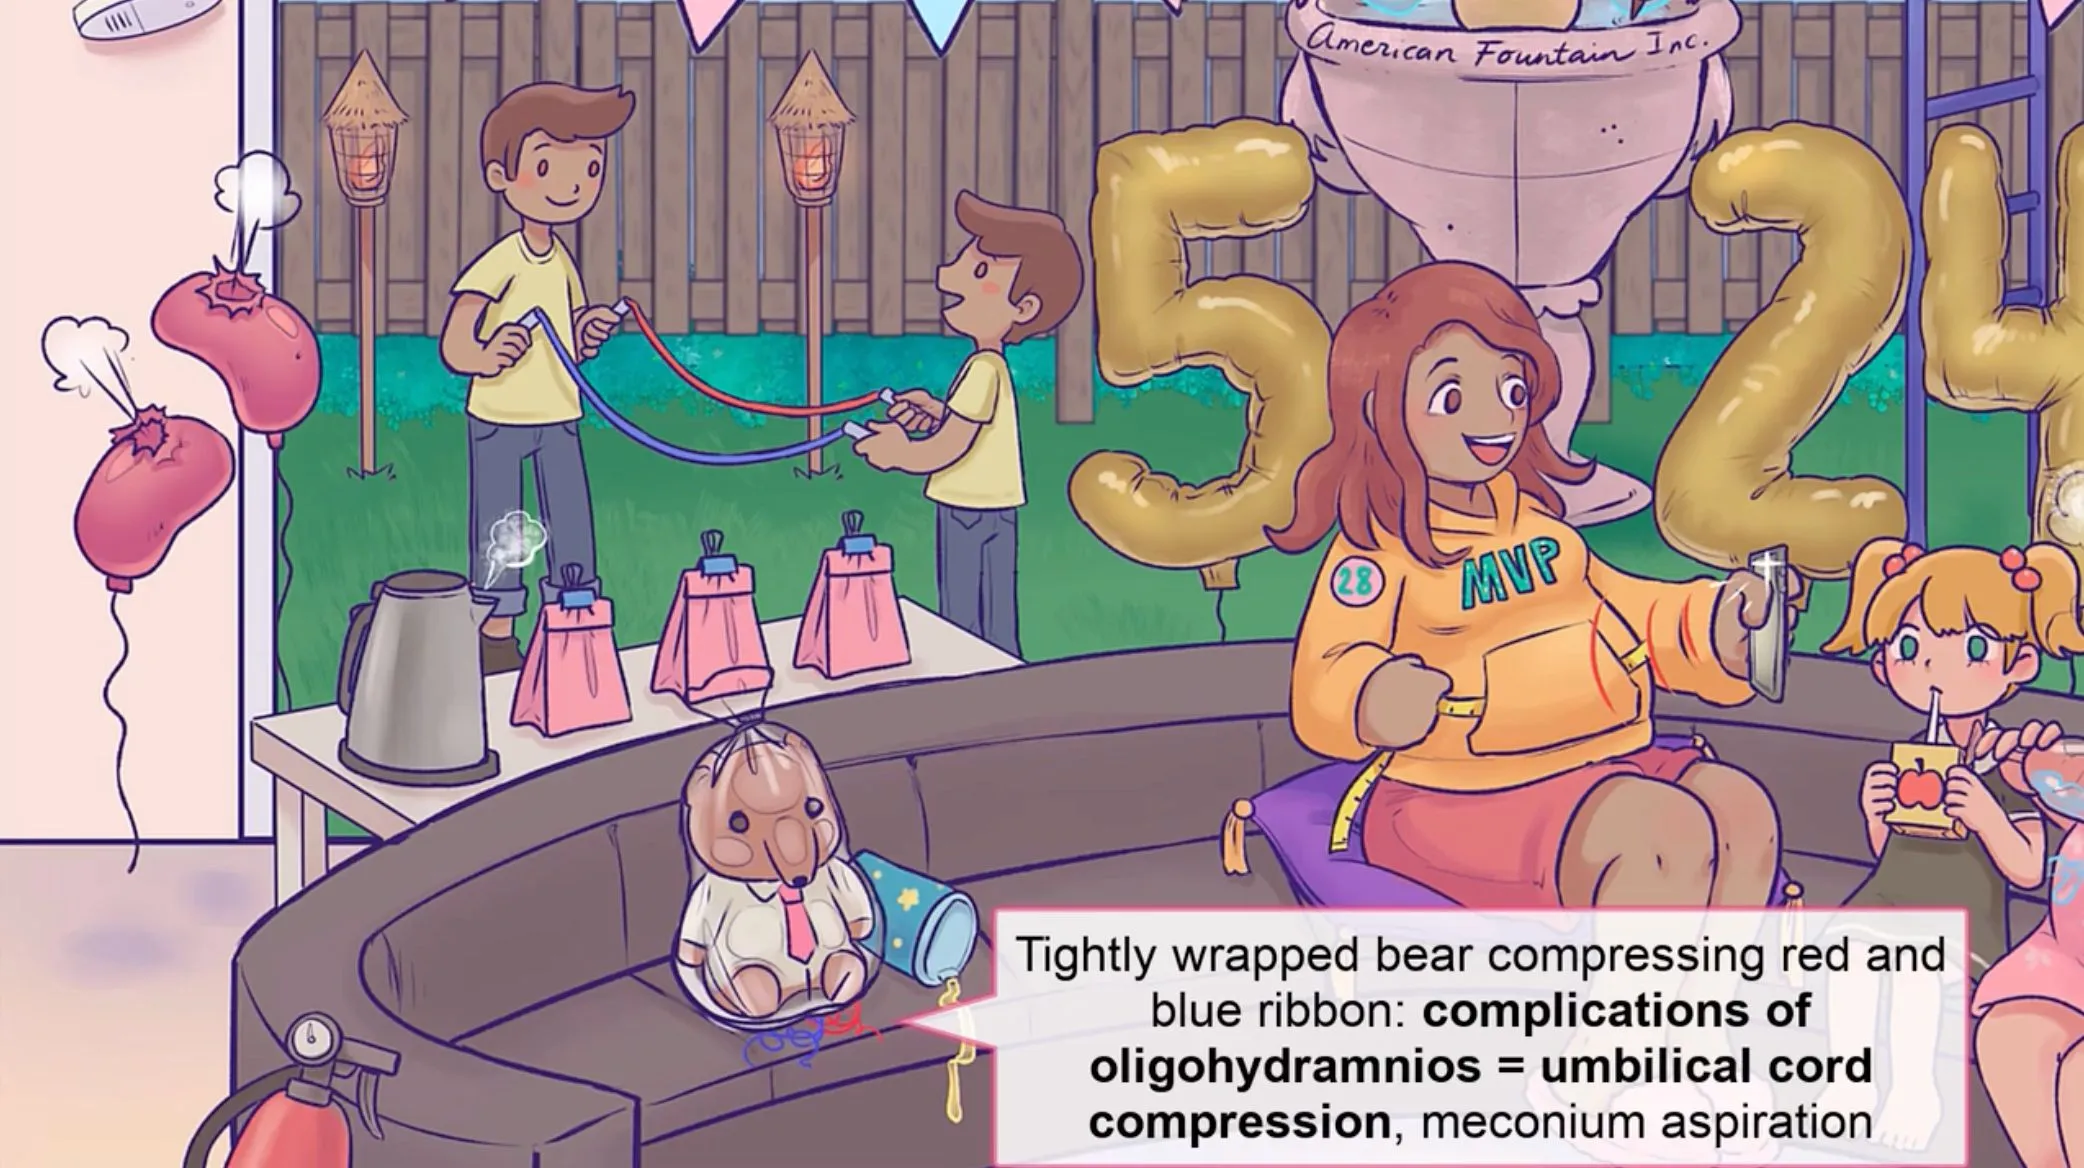 American Fountain Inc.
5 24
MVP
28
Tightly wrapped bear compressing red and
blue ribbon: complications of
oligohydramnios = umbilical cord
compression, meconium aspiration